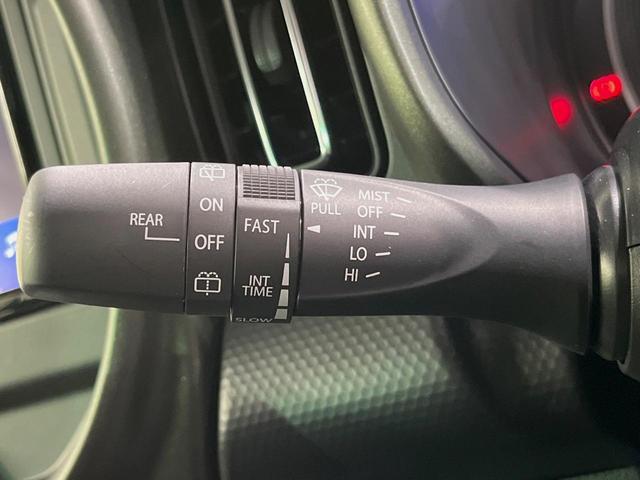 REAR
ON
OFF
FAST
INT
TIME
SLOW
PULL
MIST
OFF
INT
LO
HI